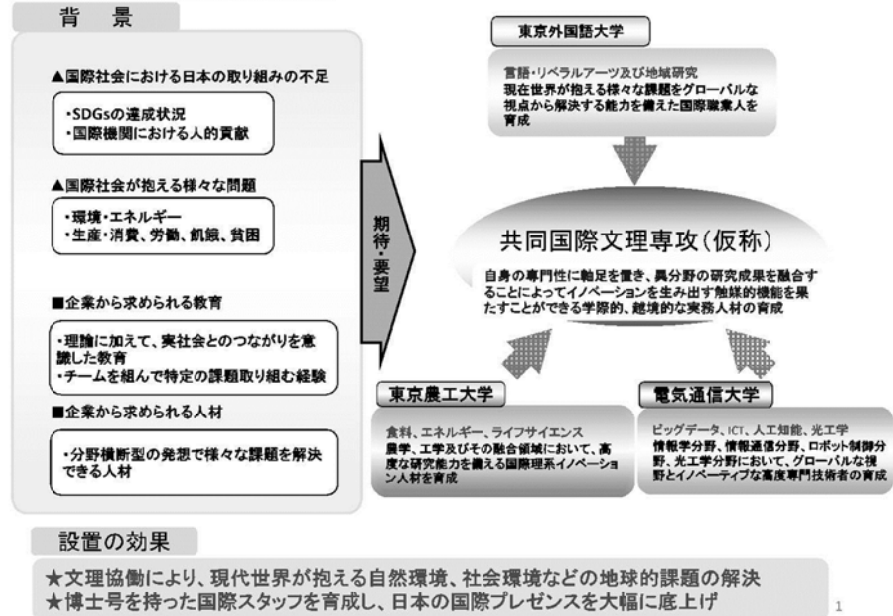 背　景
▲国際社会における日本の取り組みの不足
・SDGsの達成状況
・国際機関における人的貢献
▲国際社会が抱える様々な問題
・環境・エネルギー
・生産・消費、労働、飢餓、貧困
■企業から求められる教育
・理論に加えて、実社会とのつながりを意
識した教育
・チームを組んで特定の課題取り組む経験
■企業から求められる人材
・分野横断型の発想で様々な課題を解決
できる人材
期待・要望
東京外国語大学
言語・リベラルアーツ及び地域研究
現在世界が抱える様々な課題をグローバルな
視点から解決する能力を備えた国際職業人を
育成
共同国際文理専攻（仮称）
自身の専門性に軸足を置き、異分野の研究成果を融合す
ることによってイノベーションを生み出す触媒的機能を果
たすことができる学際的、越境的な実務人材の育成
東京農工大学
食料、エネルギー、ライフサイエンス
農学、工学及びその融合領域において、高
度な研究能力を備える国際理系イノベーショ
ン人材を育成
電気通信大学
ビッグデータ、ICT、人工知能、光工学
情報学分野、情報通信分野、ロボット制御分
野、光工学分野において、グローバルな視
野とイノベーティブな高度専門技術者の育成
設置の効果
★文理協働により、現代世界が抱える自然環境、社会環境などの地球的課題の解決
★博士号を持った国際スタッフを育成し、日本の国際プレゼンスを大幅に底上げ
1